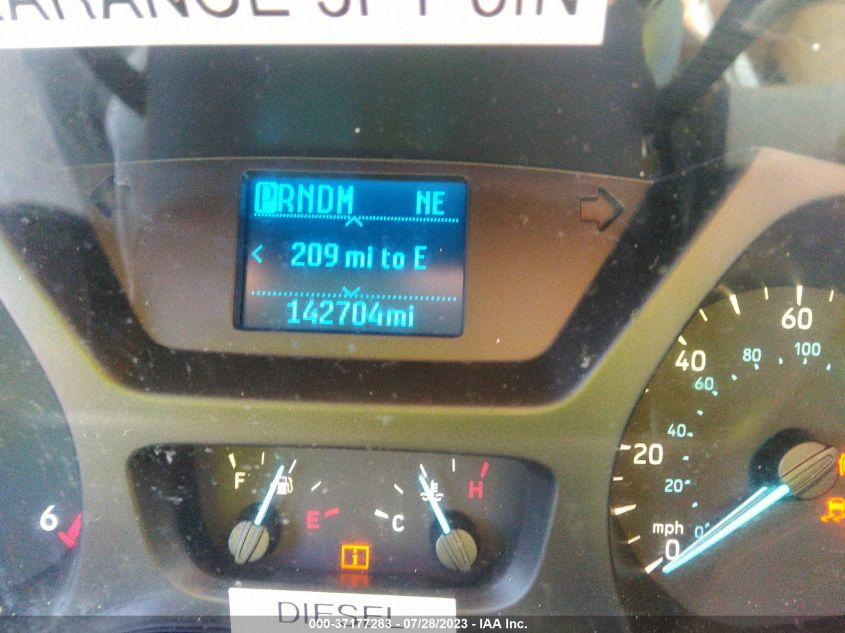 PRNDM NE
< 209 mi to E
142704mi
60
100
80
40
60
40
20
20
mph 0
0
F
E
C
H
6
i
DIESEL
000-37177283 - 07/28/2023 - IAA Inc.